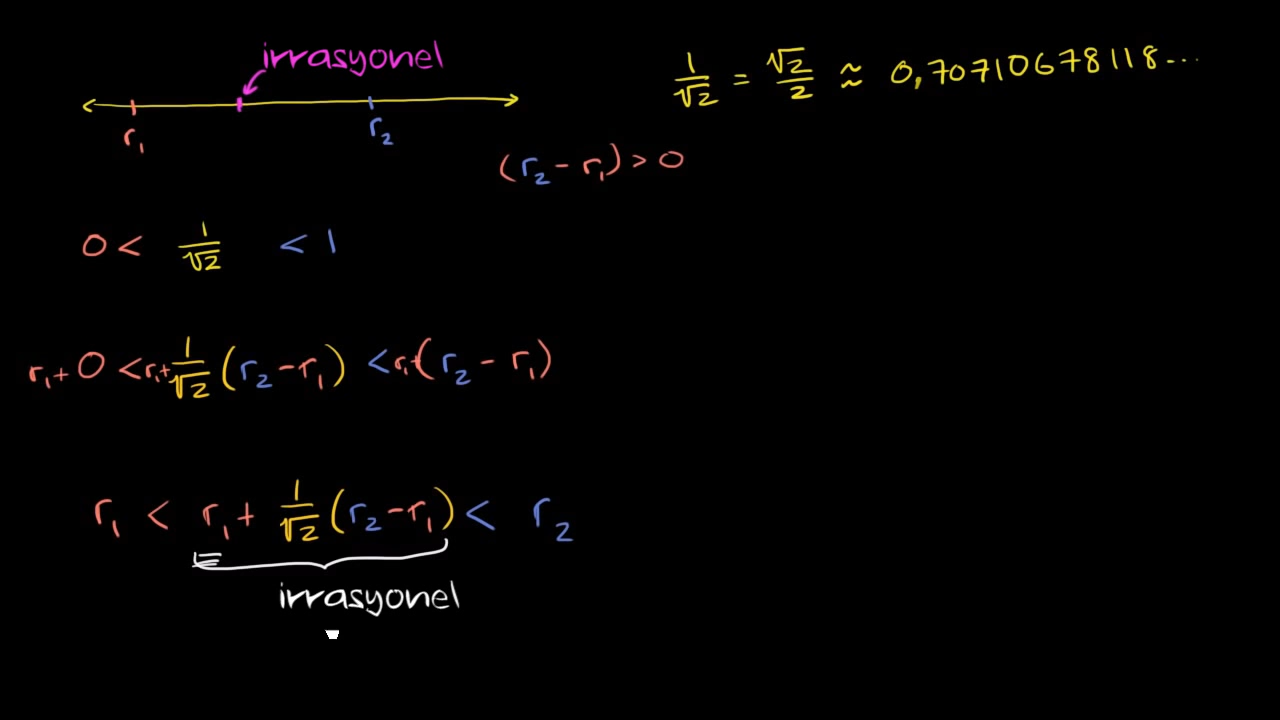 irrasyonel
1/√2 = √2/2 ≈ 0,70710678118...
r₁ r₂
(r₂ - r₁) > 0
0 < 1/√2 < 1
r₁+ 0 < r₁+ 1/√2 (r₂ - r₁) < r₁+ (r₂ - r₁)
r₁ < r₁ + 1/√2 (r₂ - r₁) < r₂
irrasyonel